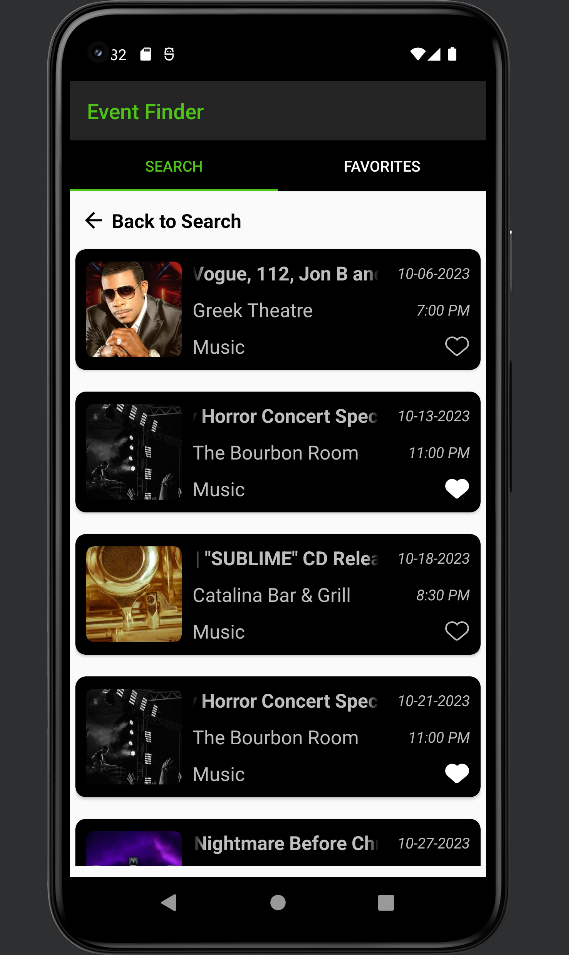 32
Event Finder
SEARCH
FAVORITES
Back to Search
Vogue, 112, Jon B and
10-06-2023
Greek Theatre
7:00 PM
Music
Horror Concert Spec
10-13-2023
The Bourbon Room
11:00 PM
Music
| "SUBLIME" CD Relea
10-18-2023
Catalina Bar & Grill
8:30 PM
Music
Horror Concert Spec
10-21-2023
The Bourbon Room
11:00 PM
Music
Nightmare Before Ch
10-27-2023